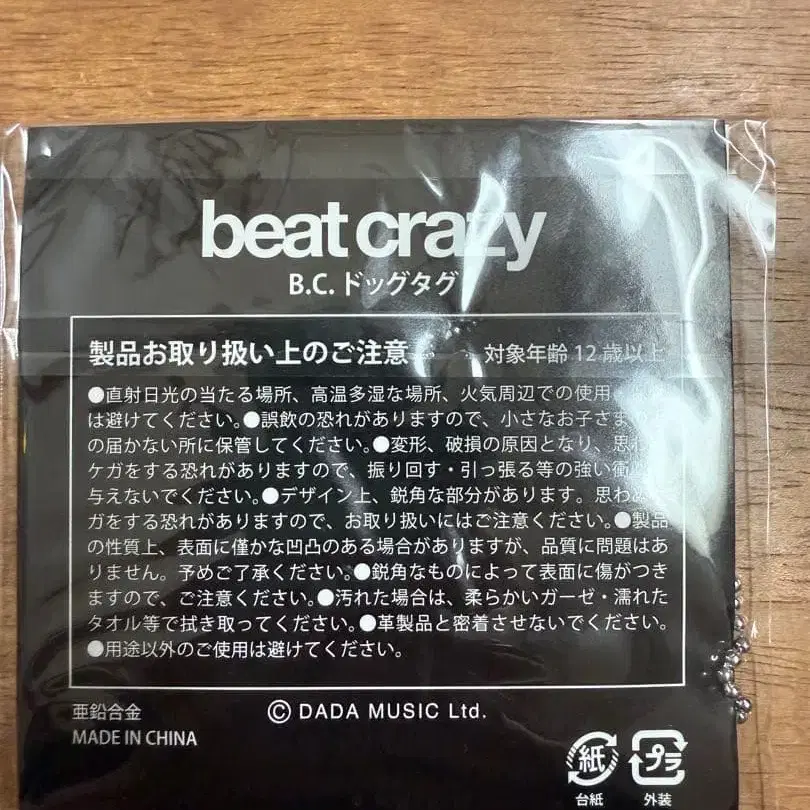 beat crazy
B.C.ドッグタグ
製品お取り扱い上のご注意 対象年齢12歳以上
●直射日光の当たる場所、高温多湿な場所、火気周辺での使用
は避けてください。●誤飲の恐れがありますので、小さなお子さま
の届かない所に保管してください。●変形、破損の原因となり、思わ
ケガをする恐れがありますので、振り回す・引っ張る等の強い衝
与えないでください。●デザイン上、鋭角な部分があります。思わぬ
ガをする恐れがありますので、お取り扱いにはご注意ください。●製品
の性質上、表面に僅かな凹凸のある場合がありますが、品質に問題はあ
りません。予めご了承ください。●鋭角なものによって表面に傷がつき
ますので、ご注意ください。●汚れた場合は、柔らかいガーゼ・濡れた
タオル等で拭き取ってください。●革製品と密着させないでください。
●用途以外のご使用は避けてください。
亜鉛合金 © DADA MUSIC Ltd.
MADE IN CHINA
紙 プラ
台紙 外装